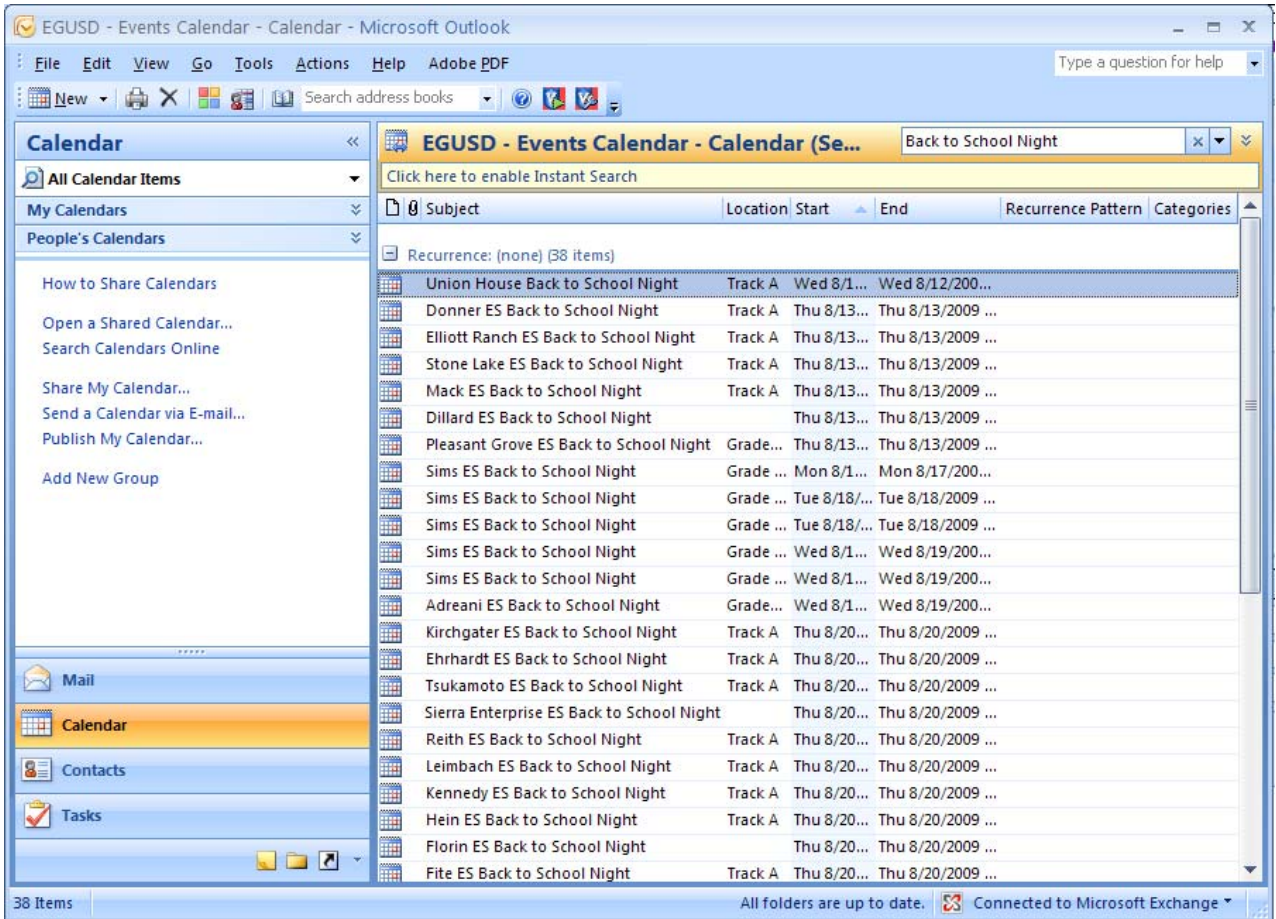 EGUSD - Events Calendar - Calendar - Microsoft Outlook
File Edit View Go Tools Actions Help Adobe PDF
Type a question for help
New
Search address books
Calendar
All Calendar Items
My Calendars
People's Calendars
How to Share Calendars
Open a Shared Calendar...
Search Calendars Online
Share My Calendar...
Send a Calendar via E-mail...
Publish My Calendar...
Add New Group
Mail
Calendar
Contacts
Tasks
EGUSD - Events Calendar - Calendar (Se...
Back to School Night
Click here to enable Instant Search
Subject Location Start End Recurrence Pattern Categories
Recurrence: (none) (38 items)
Union House Back to School Night Track A Wed 8/1... Wed 8/12/200...
Donner ES Back to School Night Track A Thu 8/13... Thu 8/13/2009 ...
Elliott Ranch ES Back to School Night Track A Thu 8/13... Thu 8/13/2009 ...
Stone Lake ES Back to School Night Track A Thu 8/13... Thu 8/13/2009 ...
Mack ES Back to School Night Track A Thu 8/13... Thu 8/13/2009 ...
Dillard ES Back to School Night Thu 8/13... Thu 8/13/2009 ...
Pleasant Grove ES Back to School Night Grade... Thu 8/13... Thu 8/13/2009 ...
Sims ES Back to School Night Grade ... Mon 8/1... Mon 8/17/200...
Sims ES Back to School Night Grade ... Tue 8/18/... Tue 8/18/2009 ...
Sims ES Back to School Night Grade ... Tue 8/18/... Tue 8/18/2009 ...
Sims ES Back to School Night Grade ... Wed 8/1... Wed 8/19/200...
Sims ES Back to School Night Grade ... Wed 8/1... Wed 8/19/200...
Adreani ES Back to School Night Grade... Wed 8/1... Wed 8/19/200...
Kirchgater ES Back to School Night Track A Thu 8/20... Thu 8/20/2009 ...
Ehrhardt ES Back to School Night Track A Thu 8/20... Thu 8/20/2009 ...
Tsukamoto ES Back to School Night Track A Thu 8/20... Thu 8/20/2009 ...
Sierra Enterprise ES Back to School Night Thu 8/20... Thu 8/20/2009 ...
Reith ES Back to School Night Track A Thu 8/20... Thu 8/20/2009 ...
Leimbach ES Back to School Night Track A Thu 8/20... Thu 8/20/2009 ...
Kennedy ES Back to School Night Track A Thu 8/20... Thu 8/20/2009 ...
Hein ES Back to School Night Track A Thu 8/20... Thu 8/20/2009 ...
Florin ES Back to School Night Thu 8/20... Thu 8/20/2009 ...
Fite ES Back to School Night Track A Thu 8/20... Thu 8/20/2009 ...
38 Items
All folders are up to date. Connected to Microsoft Exchange